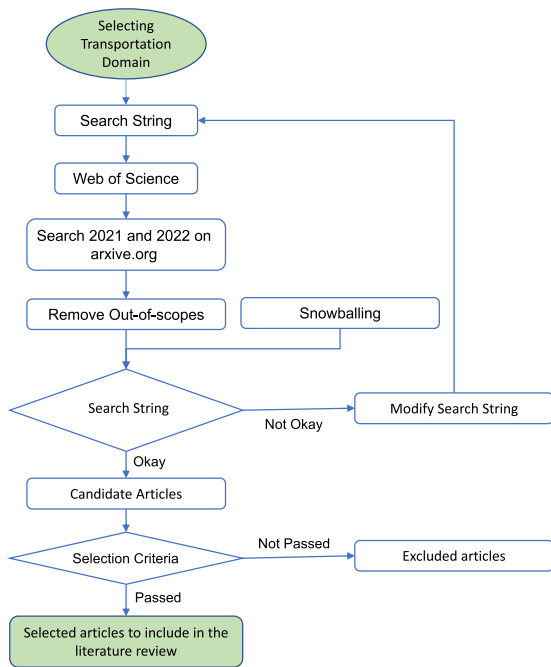 Selecting
Transportation
Domain
Search String
Web of Science
Search 2021 and 2022 on
arxive.org
Remove Out-of-scopes
Snowballing
Search String
Not Okay
Modify Search String
Okay
Candidate Articles
Selection Criteria
Not Passed
Excluded articles
Passed
Selected articles to include in the
literature review